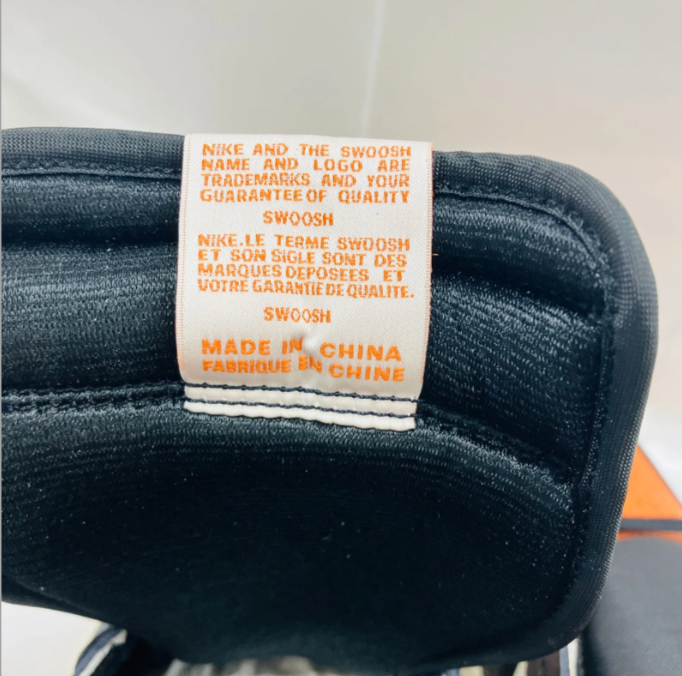 NIKE AND THE SWOOSH
NAME AND LOGO ARE
TRADEMARKS AND YOUR
GUARANTEE OF QUALITY
SWOOSH
NIKE.LE TERME SWOOSH
ET SON SIGLE SONT DES
MARQUES DEPOSEES ET
VOTRE GARANTIE DE QUALITE.
SWOOSH
MADE IN CHINA
FABRIQUE EN CHINE